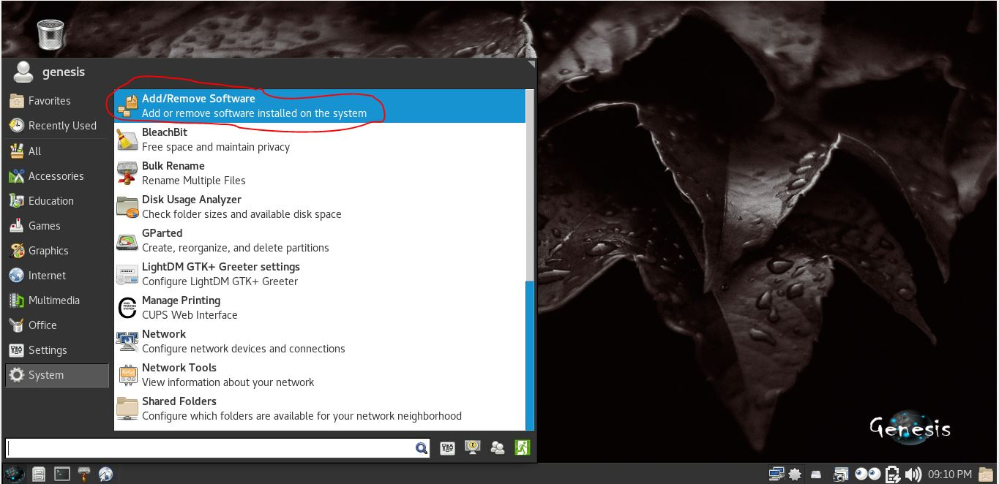 genesis
Favorites
Recently Used
All
Accessories
Education
Games
Graphics
Internet
Multimedia
Office
Settings
System
Add/Remove Software
Add or remove software installed on the system
BleachBit
Free space and maintain privacy
Bulk Rename
Rename Multiple Files
Disk Usage Analyzer
Check folder sizes and available disk space
GParted
Create, reorganize, and delete partitions
LightDM GTK+ Greeter settings
Configure LightDM GTK+ Greeter
Manage Printing
CUPS Web Interface
Network
Configure network devices and connections
Network Tools
View information about your network
Shared Folders
Configure which folders are available for your network neighborhood
Genesis
09:10 PM